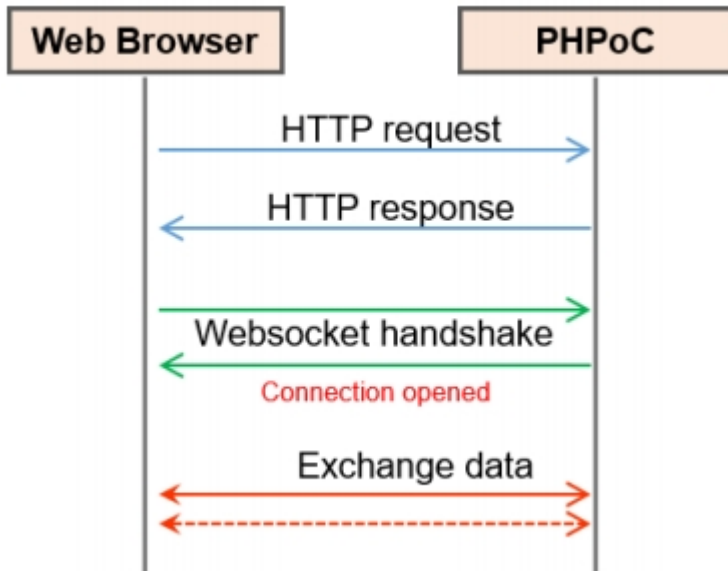 Web Browser
PHPoC
HTTP request
HTTP response
Websocket handshake
Connection opened
Exchange data